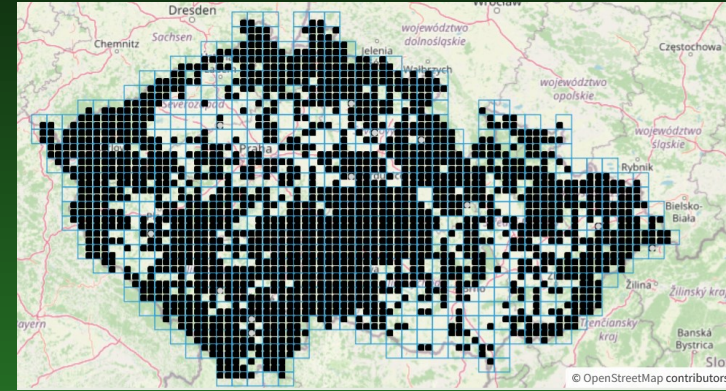 Dresden
Wrocław
Chemnitz
Sachsen
województwo
dolnośląskie
Częstochowa
Jelenia
Wałbrzych
województwo
opolskie
Severozápad
województwo
śląskie
Praha
Rybnik
Bielsko-
Biała
Žilina
Žilinský kraj
Trenčiansky
kraj
Banská
Bystrica
© OpenStreetMap contributors